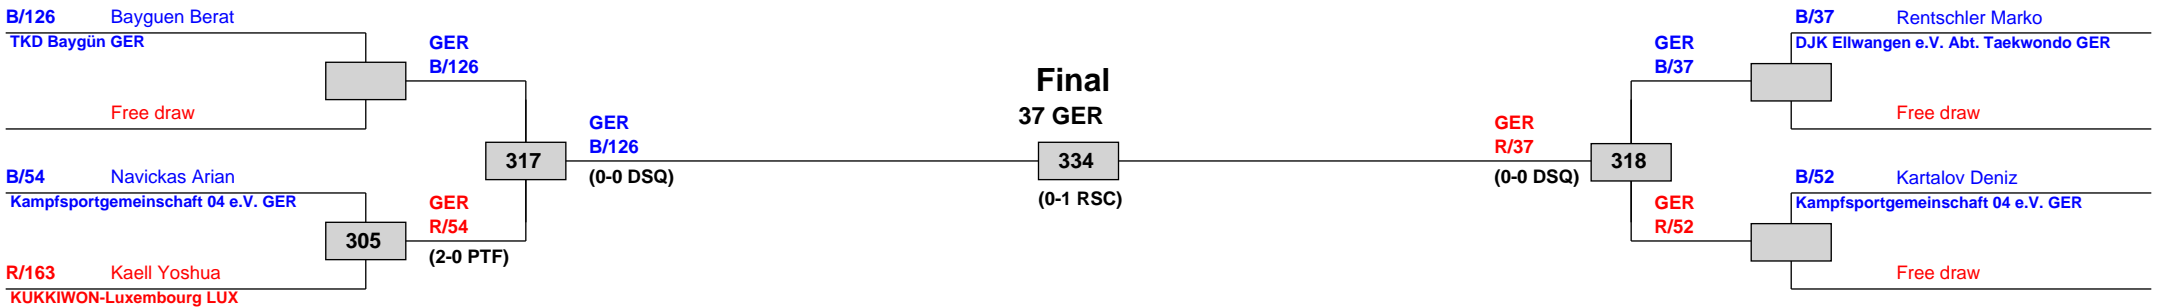 B/126 Bayguen Berat
TKD Baygün GER
Free draw
GER
B/126
B/54 Navickas Arian
Kampfsportgemeinschaft 04 e.V. GER
305
R/163 Kaell Yoshua
KUKKIWON-Luxembourg LUX
GER
R/54
(2-0 PTF)
317
GER
B/126
(0-0 DSQ)
Final
37 GER
334
(0-1 RSC)
GER
R/37
(0-0 DSQ)
318
GER
B/37
GER
R/52
B/37 Rentschler Marko
DJK Ellwangen e.V. Abt. Taekwondo GER
Free draw
B/52 Kartalov Deniz
Kampfsportgemeinschaft 04 e.V. GER
Free draw